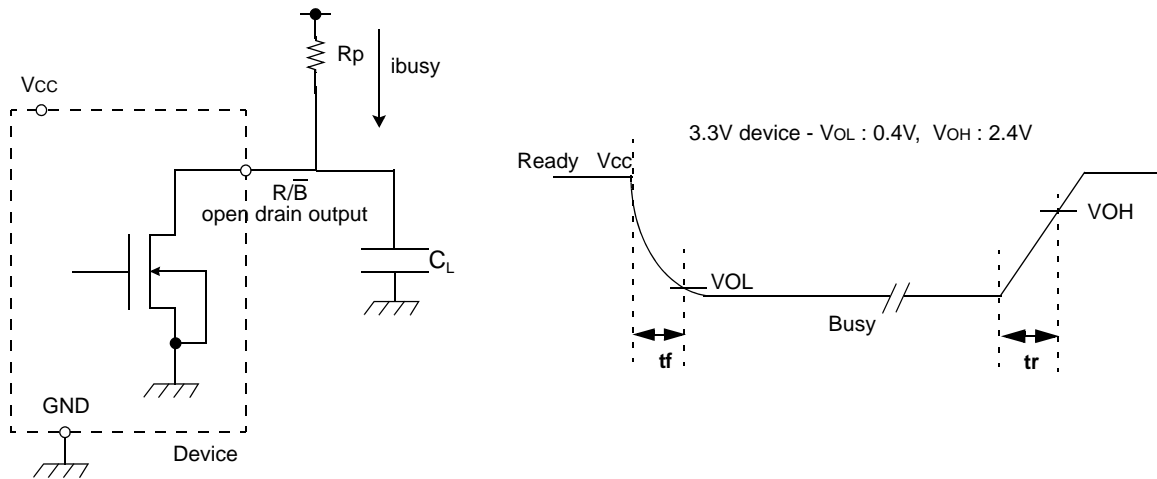 Rp
ibusy
VCC
R/B̅
open drain output
CL
GND
Device
3.3V device - VOL : 0.4V, VOH : 2.4V
Ready Vcc
VOH
VOL
Busy
tf
tr